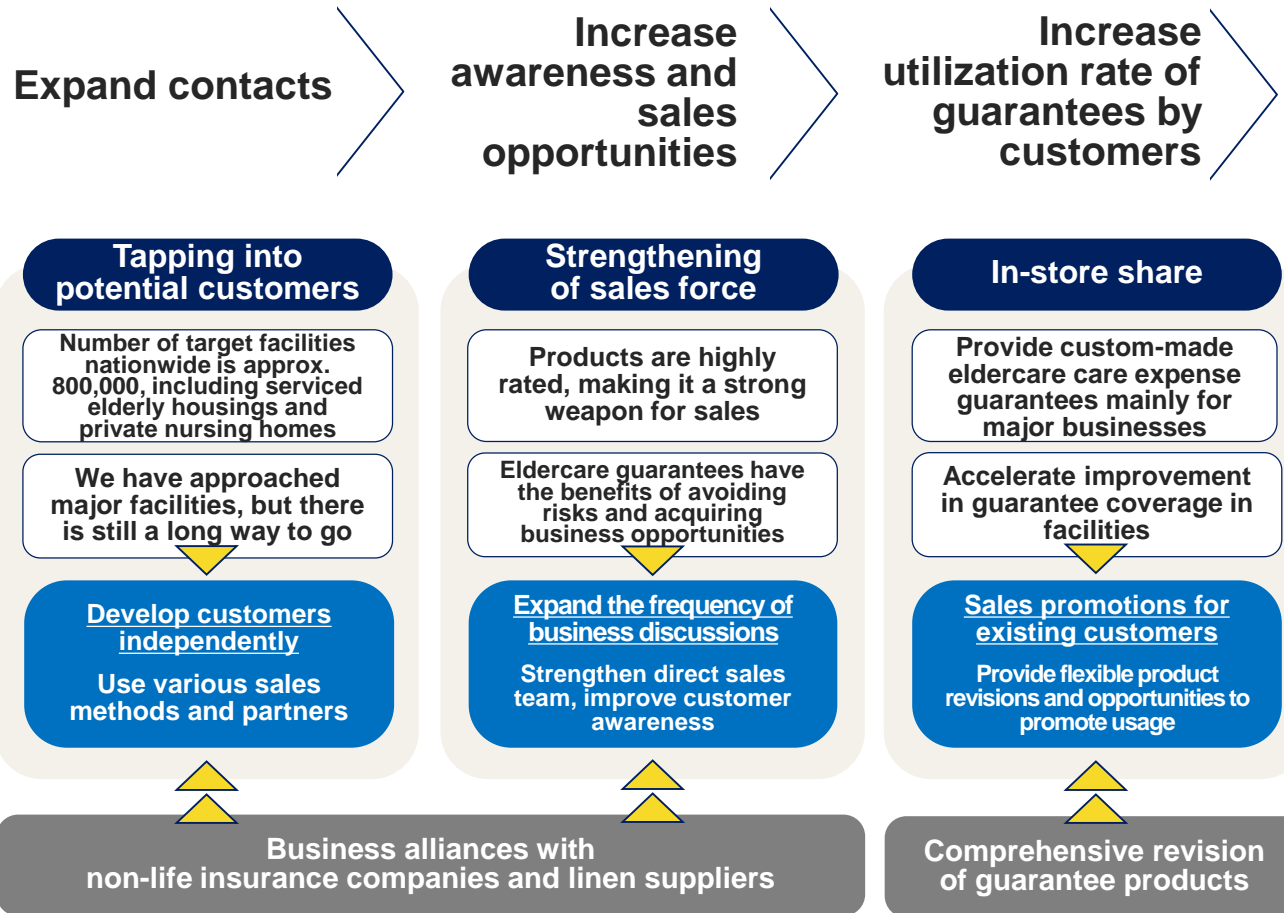 Expand contacts
Increase
awareness and
sales
opportunities
Increase
utilization rate of
guarantees by
customers
Tapping into
potential customers
Number of target facilities
nationwide is approx.
800,000, including serviced
elderly housings and
private nursing homes
We have approached
major facilities, but there
is still a long way to go
Develop customers
independently
Use various sales
methods and partners
Strengthening
of sales force
Products are highly
rated, making it a strong
weapon for sales
Eldercare guarantees have
the benefits of avoiding
risks and acquiring
business opportunities
Expand the frequency of
business discussions
Strengthen direct sales
team, improve customer
awareness
In-store share
Provide custom-made
eldercare care expense
guarantees mainly for
major businesses
Accelerate improvement
in guarantee coverage in
facilities
Sales promotions for
existing customers
Provide flexible product
revisions and opportunities to
promote usage
Business alliances with
non-life insurance companies and linen suppliers
Comprehensive revision
of guarantee products